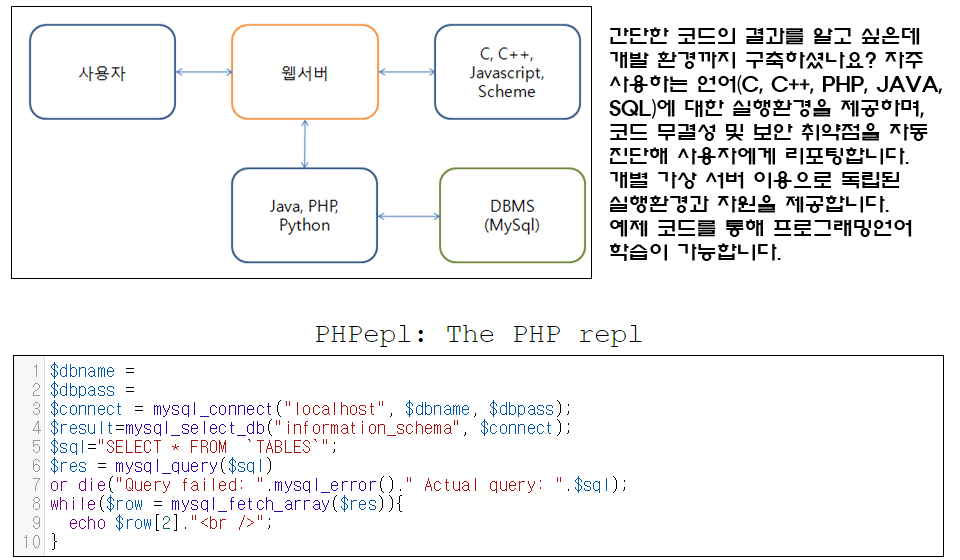 사용자
웹서버
C, C++,
Javascript,
Scheme
Java, PHP,
Python
DBMS
(MySql)
간단한 코드의 결과를 알고 싶은데
개발 환경까지 구축하셨나요? 자주
사용하는 언어(C, C++, PHP, JAVA,
SQL)에 대한 실행환경을 제공하며,
코드 무결성 및 보안 취약점을 자동
진단해 사용자에게 리포팅합니다.
개별 가상 서버 이용으로 독립된
실행환경과 자원을 제공합니다.
예제 코드를 통해 프로그래밍언어
학습이 가능합니다.
PHPepl: The PHP repl
1 $dbname =
2 $dbpass =
3 $connect = mysql_connect("localhost", $dbname, $dbpass);
4 $result=mysql_select_db("information_schema", $connect);
5 $sql="SELECT * FROM  `TABLES`";
6 $res = mysql_query($sql)
7 or die("Query failed: ".mysql_error()." Actual query: ".$sql);
8 while($row = mysql_fetch_array($res)){
9   echo $row[2]."<br />";
10 }